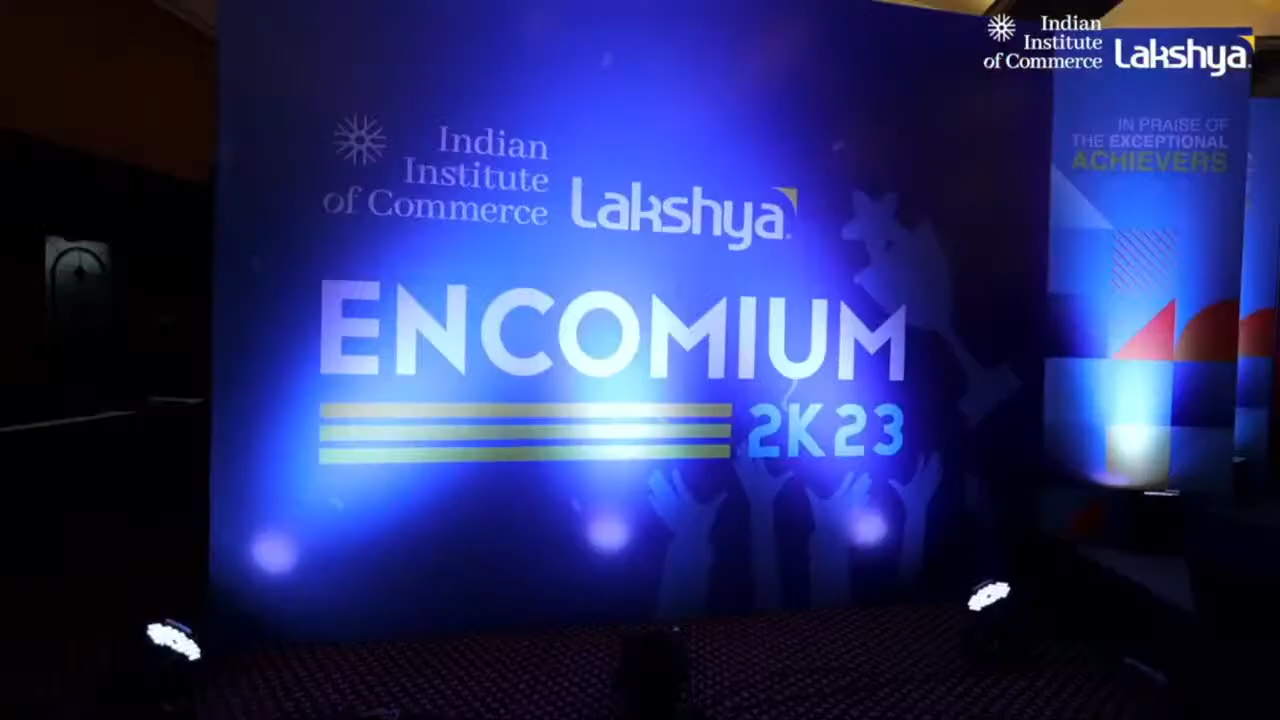 Indian
Institute
of Commerce
Lakshya
Indian
Institute
of Commerce
Lakshya
IN PRAISE OF
THE EXCEPTIONAL
ACHIEVERS
ENCOMIUM
2K23